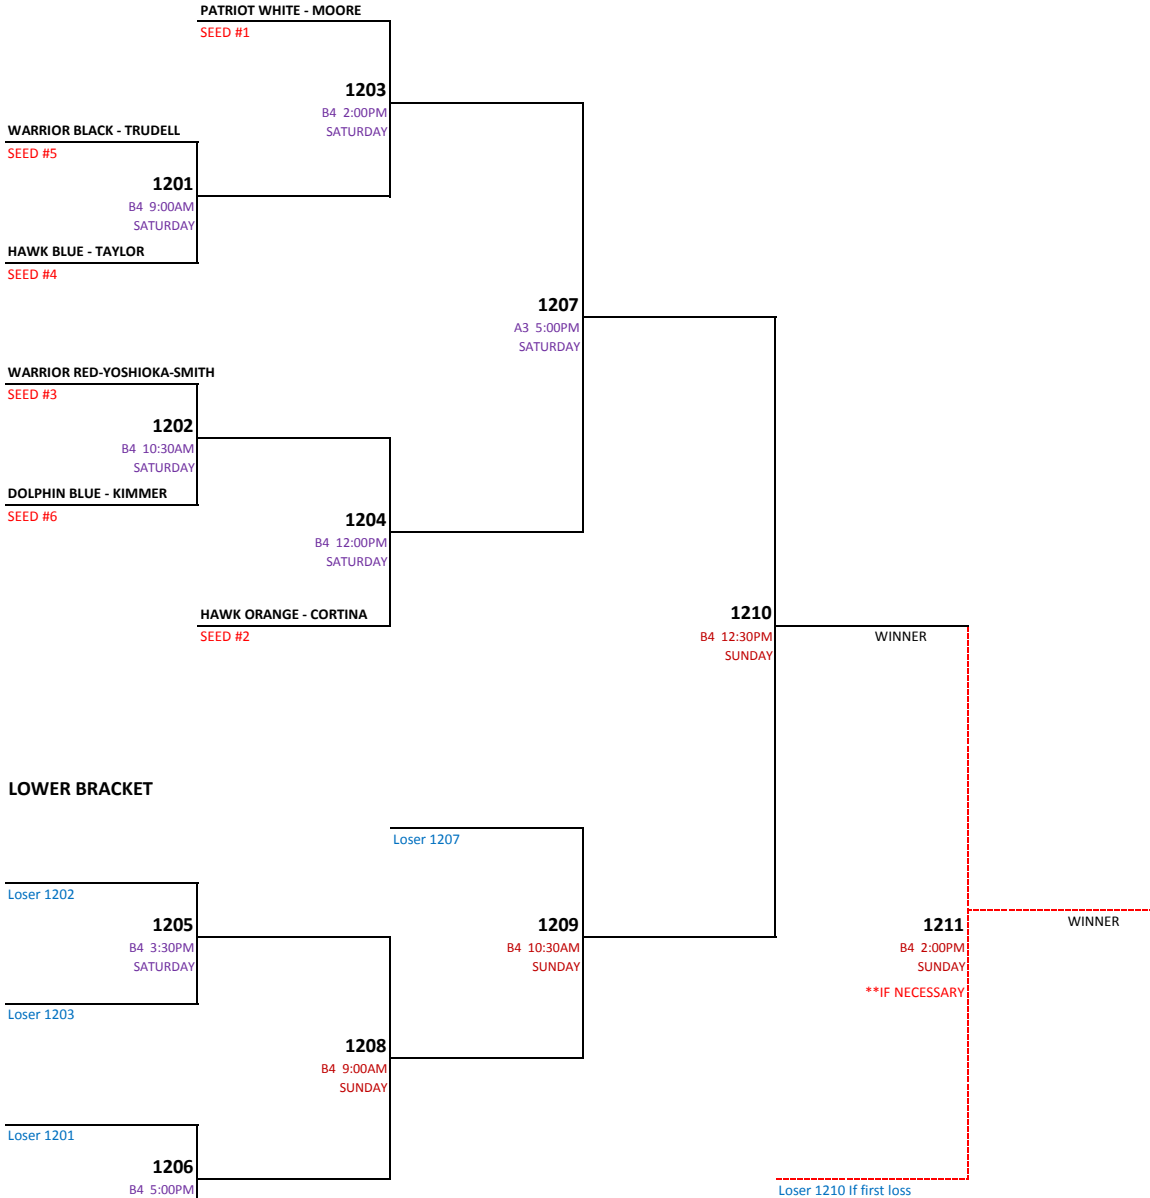 PATRIOT WHITE - MOORE
SEED #1
1203
B4 2:00PM
SATURDAY
WARRIOR BLACK - TRUDELL
SEED #5
1201
B4 9:00AM
SATURDAY
HAWK BLUE - TAYLOR
SEED #4
1207
A3 5:00PM
SATURDAY
WARRIOR RED-YOSHIOKA-SMITH
SEED #3
1202
B4 10:30AM
SATURDAY
DOLPHIN BLUE - KIMMER
SEED #6
1204
B4 12:00PM
SATURDAY
HAWK ORANGE - CORTINA
SEED #2
1210
B4 12:30PM
SUNDAY
WINNER
LOWER BRACKET
Loser 1207
Loser 1202
1205
B4 3:30PM
SATURDAY
1209
B4 10:30AM
SUNDAY
1211
B4 2:00PM
SUNDAY
**IF NECESSARY
WINNER
Loser 1203
1208
B4 9:00AM
SUNDAY
Loser 1201
1206
B4 5:00PM
Loser 1210 If first loss